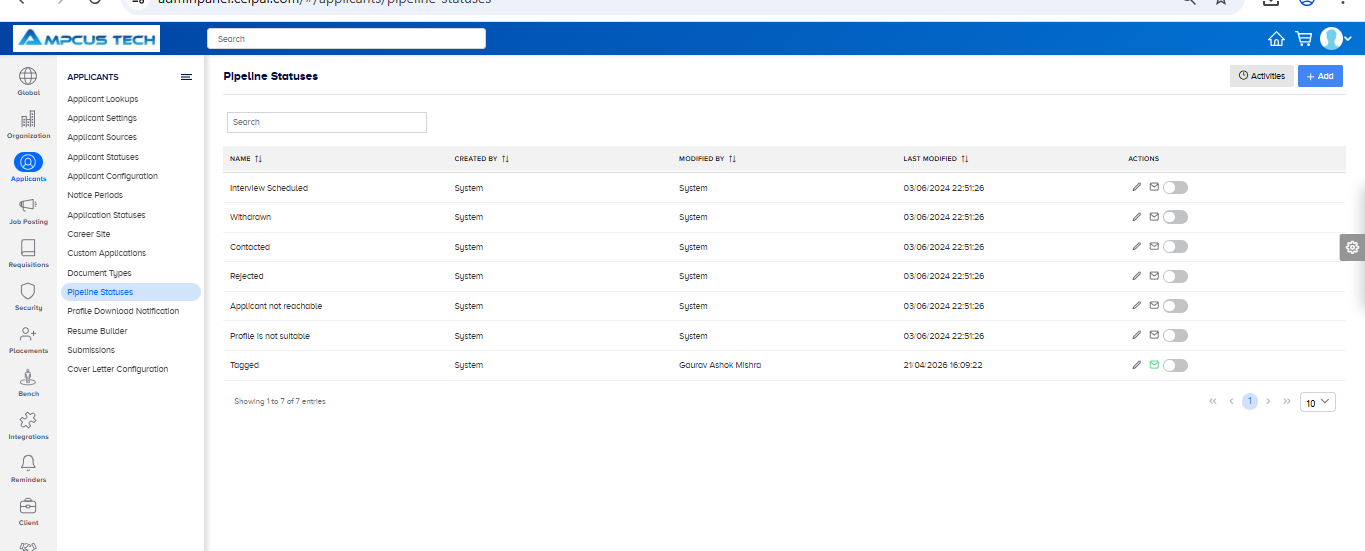 adminpanel.ceipal.com/#/applicants/pipeline-statuses
AMPCUS TECH
Search
Global
Organization
Applicants
Job Posting
Requisitions
Security
Placements
Bench
Integrations
Reminders
Client
APPLICANTS
Applicant Lookups
Applicant Settings
Applicant Sources
Applicant Statuses
Applicant Configuration
Notice Periods
Application Statuses
Career Site
Custom Applications
Document Types
Pipeline Statuses
Profile Download Notification
Resume Builder
Submissions
Cover Letter Configuration
Pipeline Statuses
Activities
+ Add
Search
NAME CREATED BY MODIFIED BY LAST MODIFIED ACTIONS
Interview Scheduled System System 03/06/2024 22:51:26
Withdrawn System System 03/06/2024 22:51:26
Contacted System System 03/06/2024 22:51:26
Rejected System System 03/06/2024 22:51:26
Applicant not reachable System System 03/06/2024 22:51:26
Profile is not suitable System System 03/06/2024 22:51:26
Tagged System Gaurav Ashok Mishra 21/04/2026 16:09:22
Showing 1 to 7 of 7 entries
« ‹ 1 › » 10